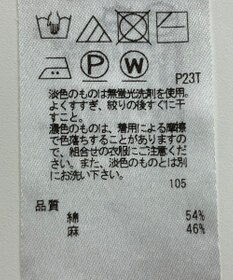 P
W
P23T
淡色のものは無蛍光洗剤を使用。
よくすすぎ、絞りの後すぐに干
すこと。
濃色のものは、着用による摩擦
で色落ちすることがありますの
で、組合せの衣服にご注意くだ
さい。また、淡色のものとは別
にお洗い下さい。
105
品質
綿 54%
麻 46%